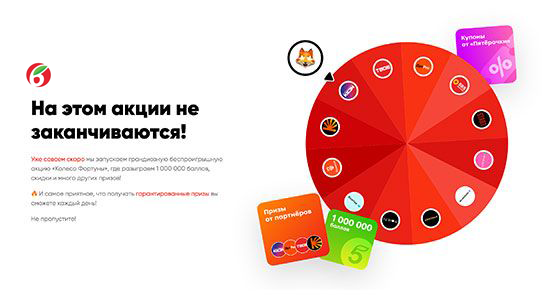 На этом акции не
заканчиваются!
Уже совсем скоро мы запускаем грандиозную беспроигрышную
акцию «Колесо Фортуны», где разыграем 1 000 000 баллов,
скидки и много других призов!
🔥 И самое приятное, что получать гарантированные призы вы
сможете каждый день!
Не пропустите!
Купоны
от «Пятёрочки»
%
Призы
от партнёров
1 000 000
баллов
5